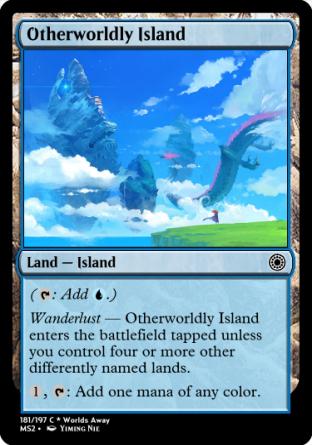 Otherworldly Island
Land — Island
( : Add .)
Wanderlust — Otherworldly Island
enters the battlefield tapped unless
you control four or more other
differently named lands.
1, : Add one mana of any color.
181/197 C * Worlds Away
MS2 • Yiming Nie